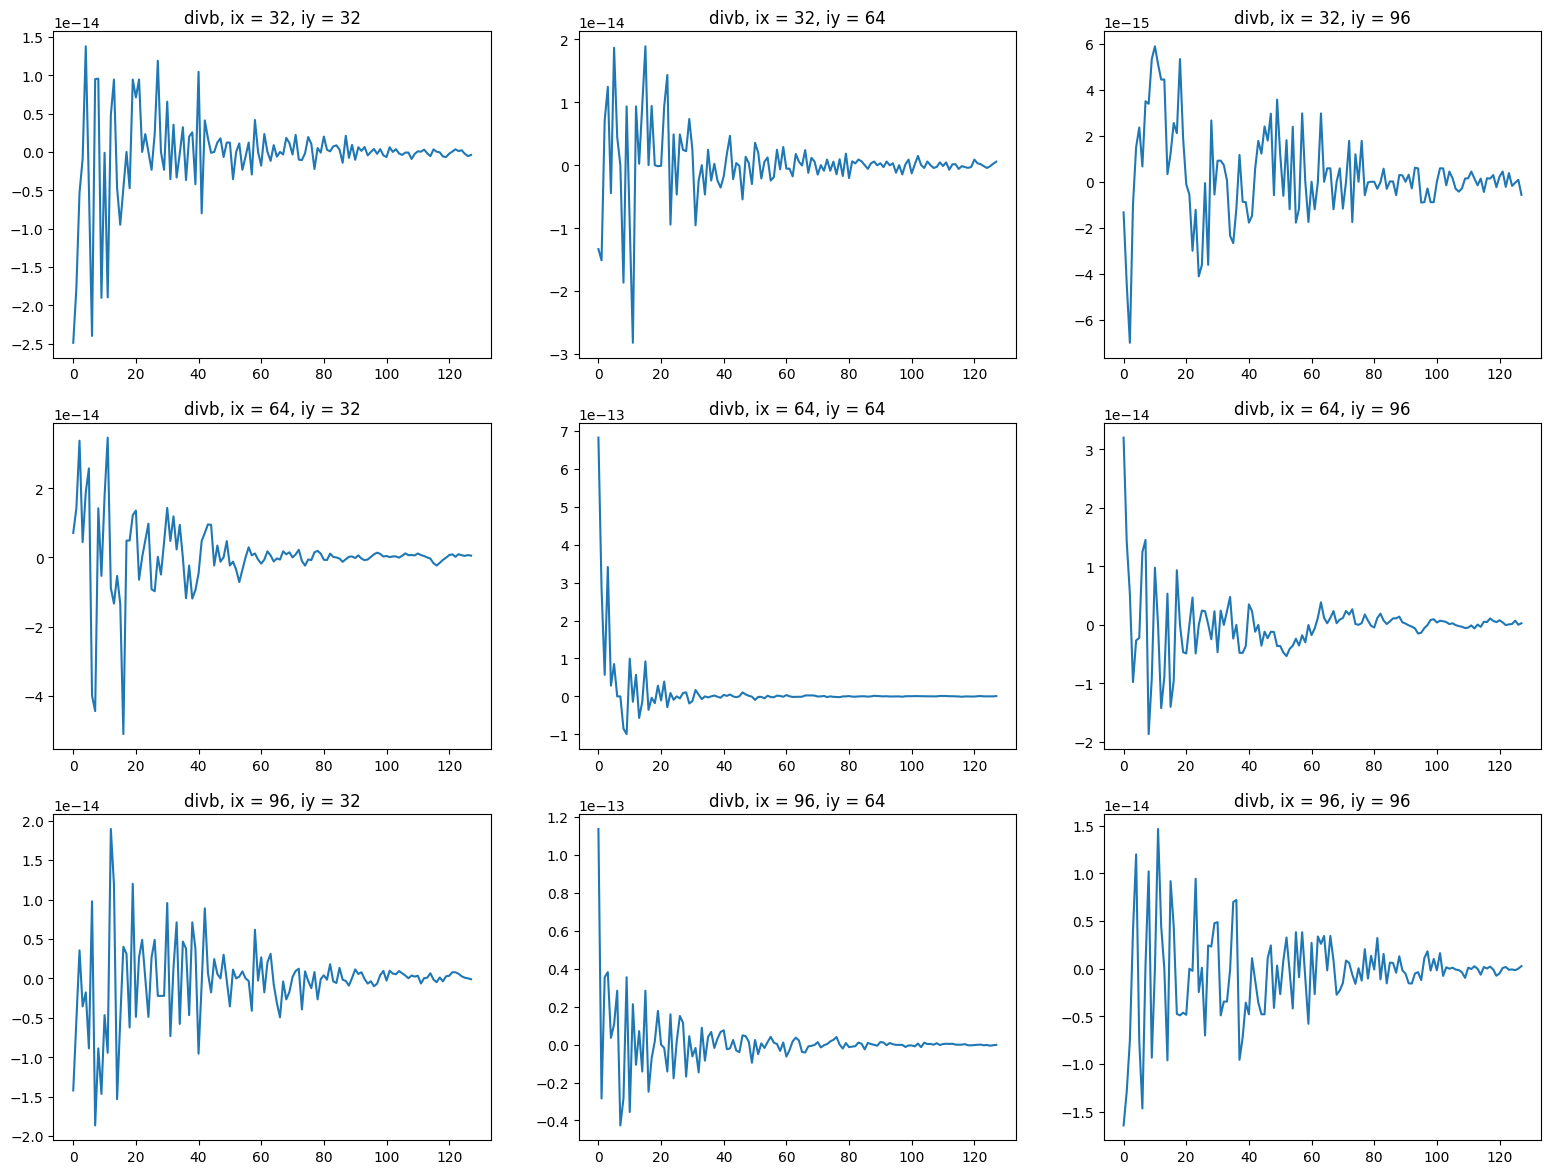 divb, ix = 32, iy = 32
1e−14
1.5
1.0
0.5
0.0
−0.5
−1.0
−1.5
−2.0
−2.5
0 20 40 60 80 100 120
divb, ix = 32, iy = 64
1e−14
2
1
0
−1
−2
−3
0 20 40 60 80 100 120
divb, ix = 32, iy = 96
1e−15
6
4
2
0
−2
−4
−6
0 20 40 60 80 100 120
divb, ix = 64, iy = 32
1e−14
2
0
−2
−4
0 20 40 60 80 100 120
divb, ix = 64, iy = 64
1e−13
7
6
5
4
3
2
1
0
−1
0 20 40 60 80 100 120
divb, ix = 64, iy = 96
1e−14
3
2
1
0
−1
−2
0 20 40 60 80 100 120
divb, ix = 96, iy = 32
1e−14
2.0
1.5
1.0
0.5
0.0
−0.5
−1.0
−1.5
−2.0
0 20 40 60 80 100 120
divb, ix = 96, iy = 64
1e−13
1.2
1.0
0.8
0.6
0.4
0.2
0.0
−0.2
−0.4
0 20 40 60 80 100 120
divb, ix = 96, iy = 96
1e−14
1.5
1.0
0.5
0.0
−0.5
−1.0
−1.5
0 20 40 60 80 100 120